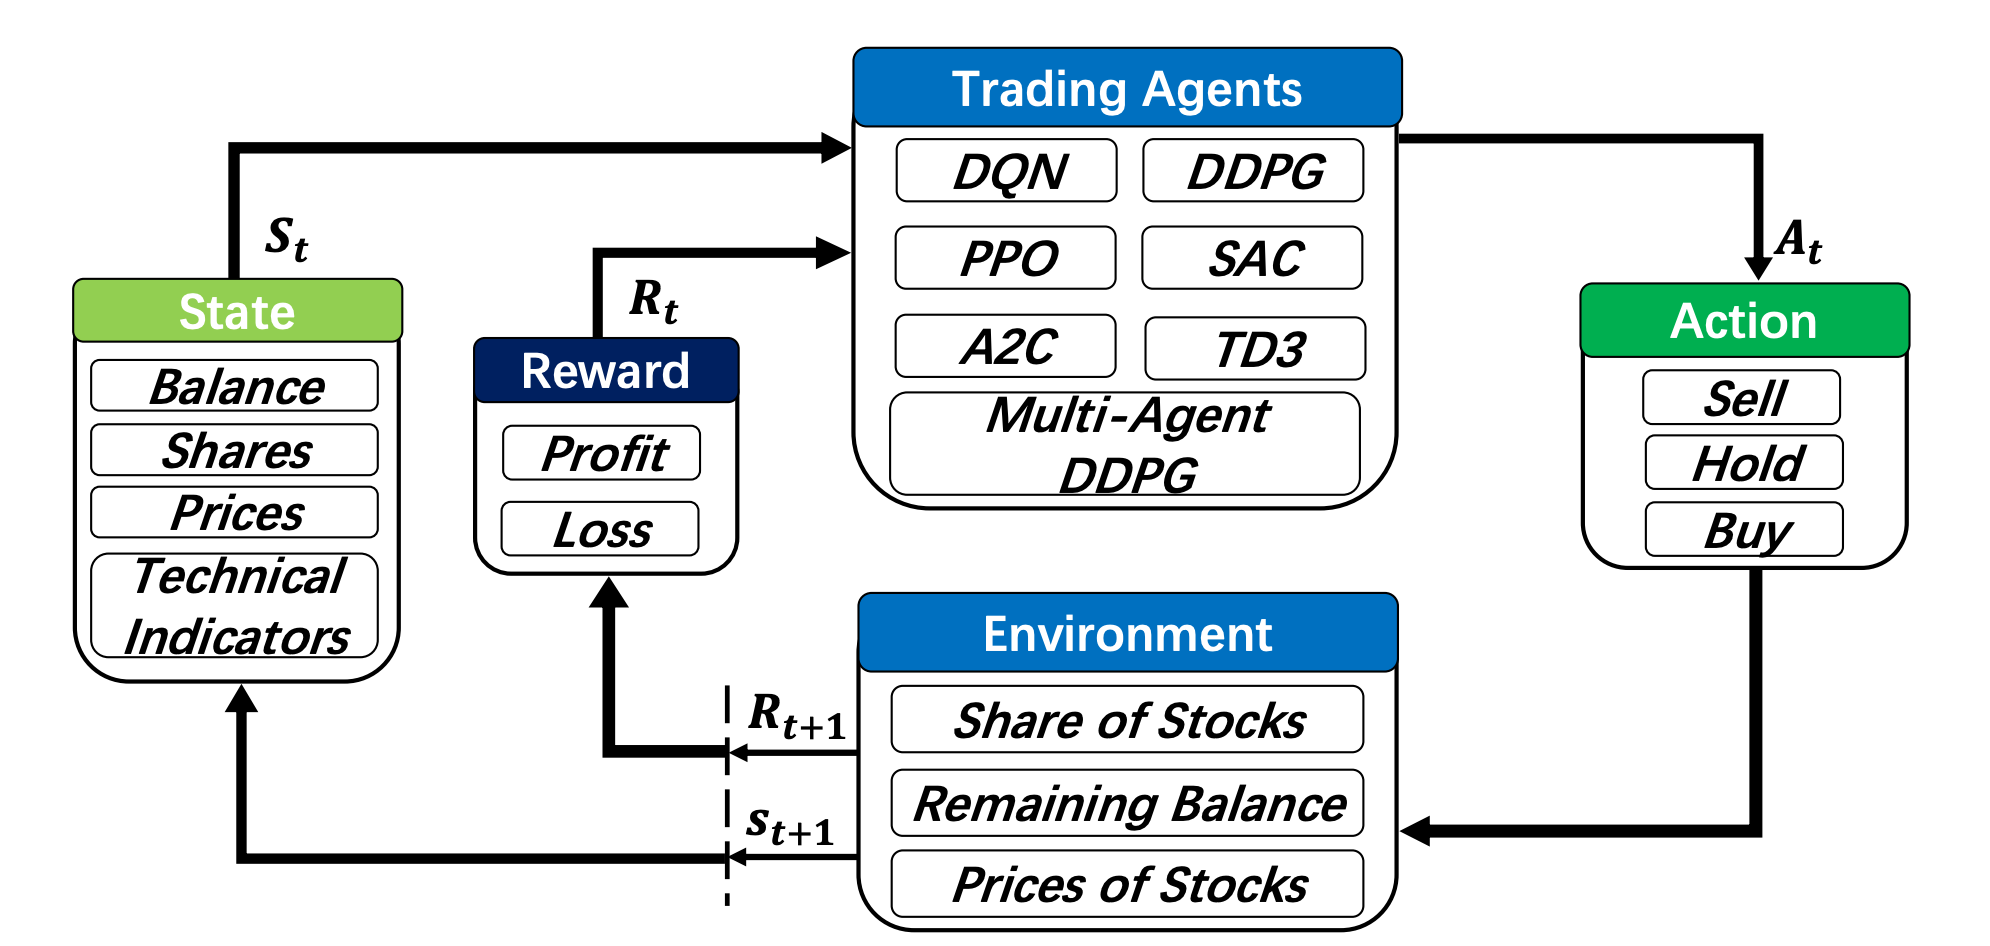 Trading Agents
DQN
DDPG
PPO
SAC
A2C
TD3
Multi-Agent
DDPG
S_t
State
Balance
Shares
Prices
Technical
Indicators
R_t
Reward
Profit
Loss
A_t
Action
Sell
Hold
Buy
Environment
Share of Stocks
Remaining Balance
Prices of Stocks
R_{t+1}
s_{t+1}